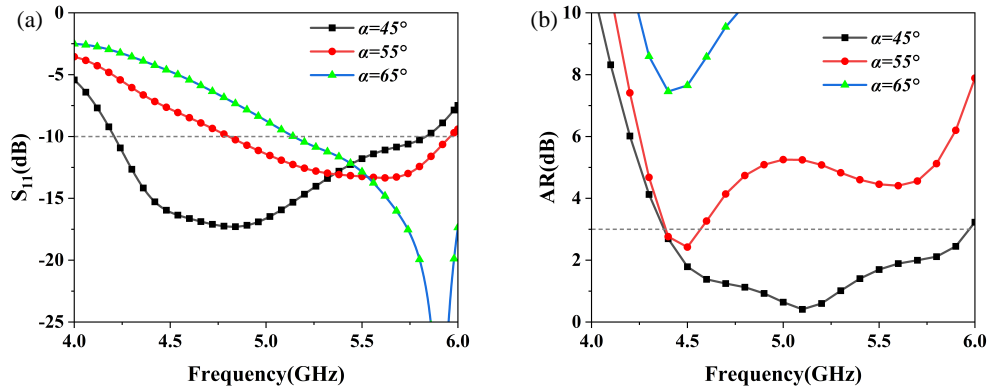 (a)
0
-5
-10
-15
-20
-25
S11(dB)
α=45°
α=55°
α=65°
4.0 4.5 5.0 5.5 6.0
Frequency(GHz)
(b)
10
8
6
4
2
0
AR(dB)
α=45°
α=55°
α=65°
4.0 4.5 5.0 5.5 6.0
Frequency(GHz)